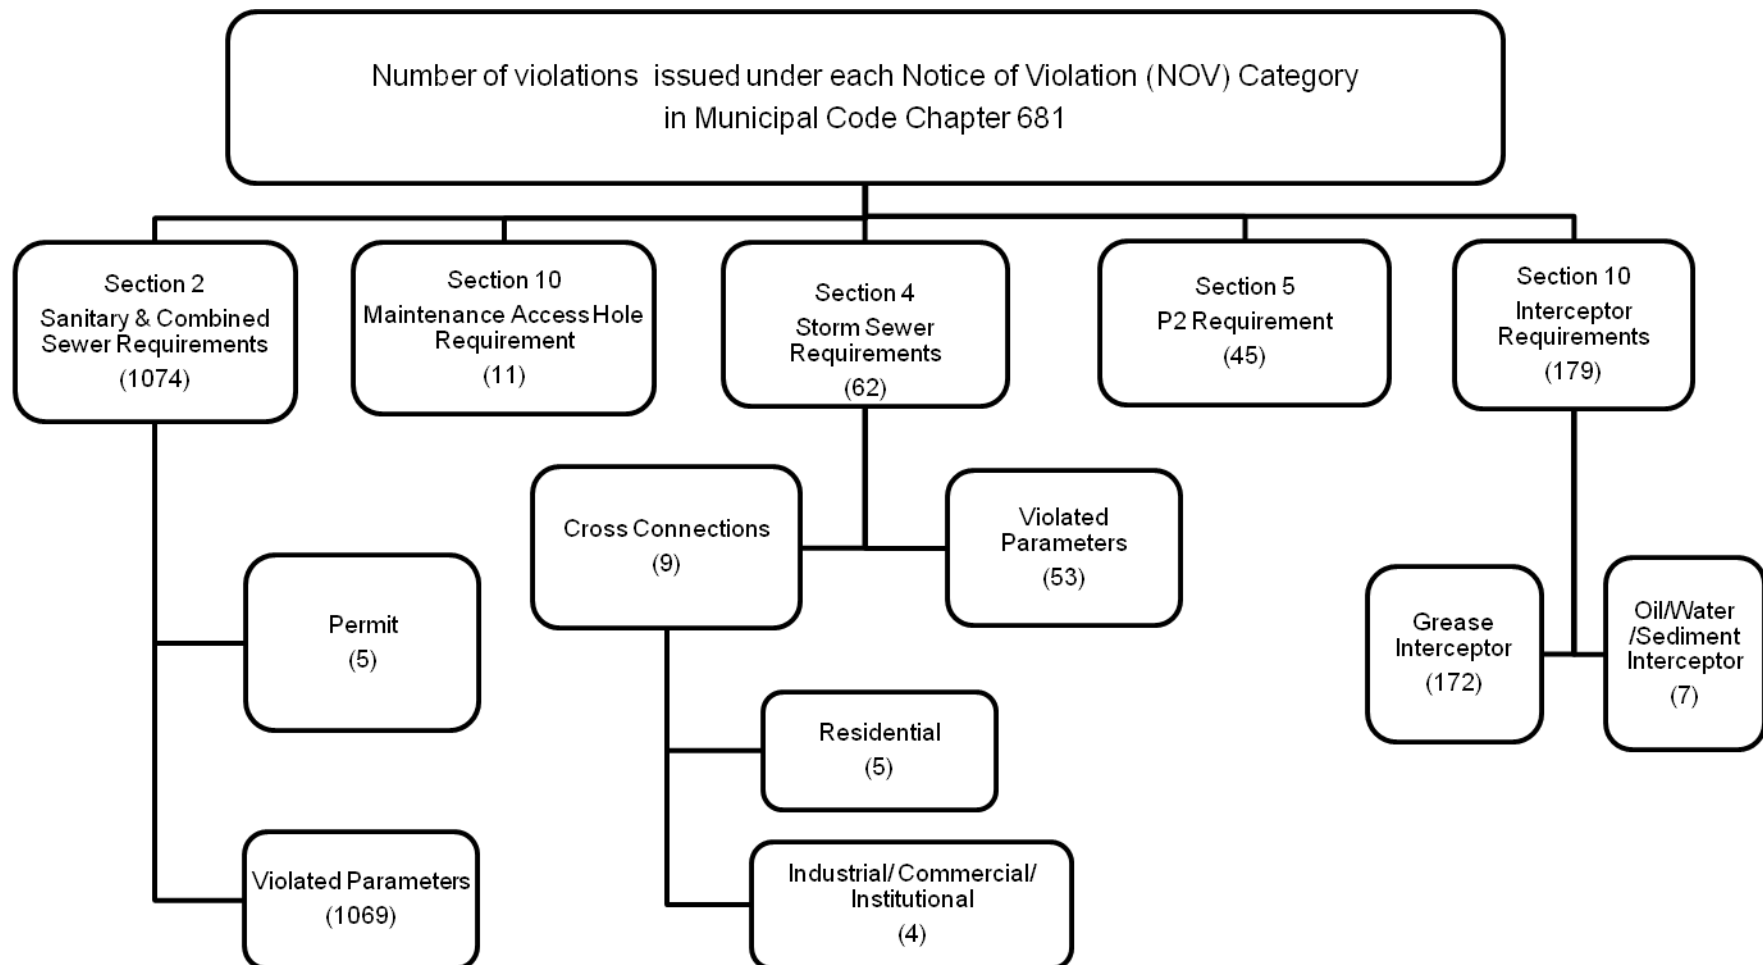 Number of violations issued under each Notice of Violation (NOV) Category
in Municipal Code Chapter 681
Section 2
Sanitary & Combined
Sewer Requirements
(1074)
Section 10
Maintenance Access Hole
Requirement
(11)
Section 4
Storm Sewer
Requirements
(62)
Section 5
P2 Requirement
(45)
Section 10
Interceptor
Requirements
(179)
Cross Connections
(9)
Violated
Parameters
(53)
Permit
(5)
Grease
Interceptor
(172)
Oil/Water
/Sediment
Interceptor
(7)
Residential
(5)
Violated Parameters
(1069)
Industrial/ Commercial/
Institutional
(4)